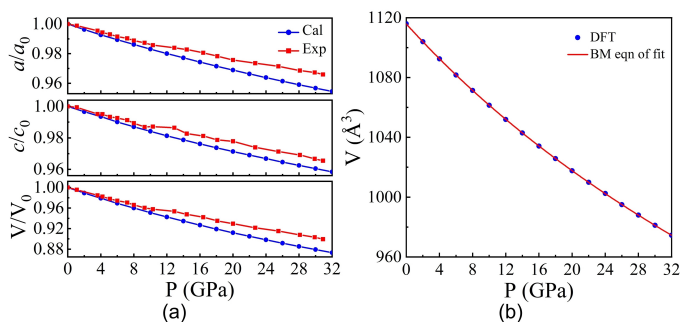 1.00
0.98
0.96
a/a0
Cal
Exp
1.00
0.98
0.96
c/c0
1.00
0.96
0.92
0.88
V/V0
0 4 8 12 16 20 24 28 32
P (GPa)
(a)
1120
1080
1040
1000
960
V (Å³)
DFT
BM eqn of fit
0 4 8 12 16 20 24 28 32
P (GPa)
(b)